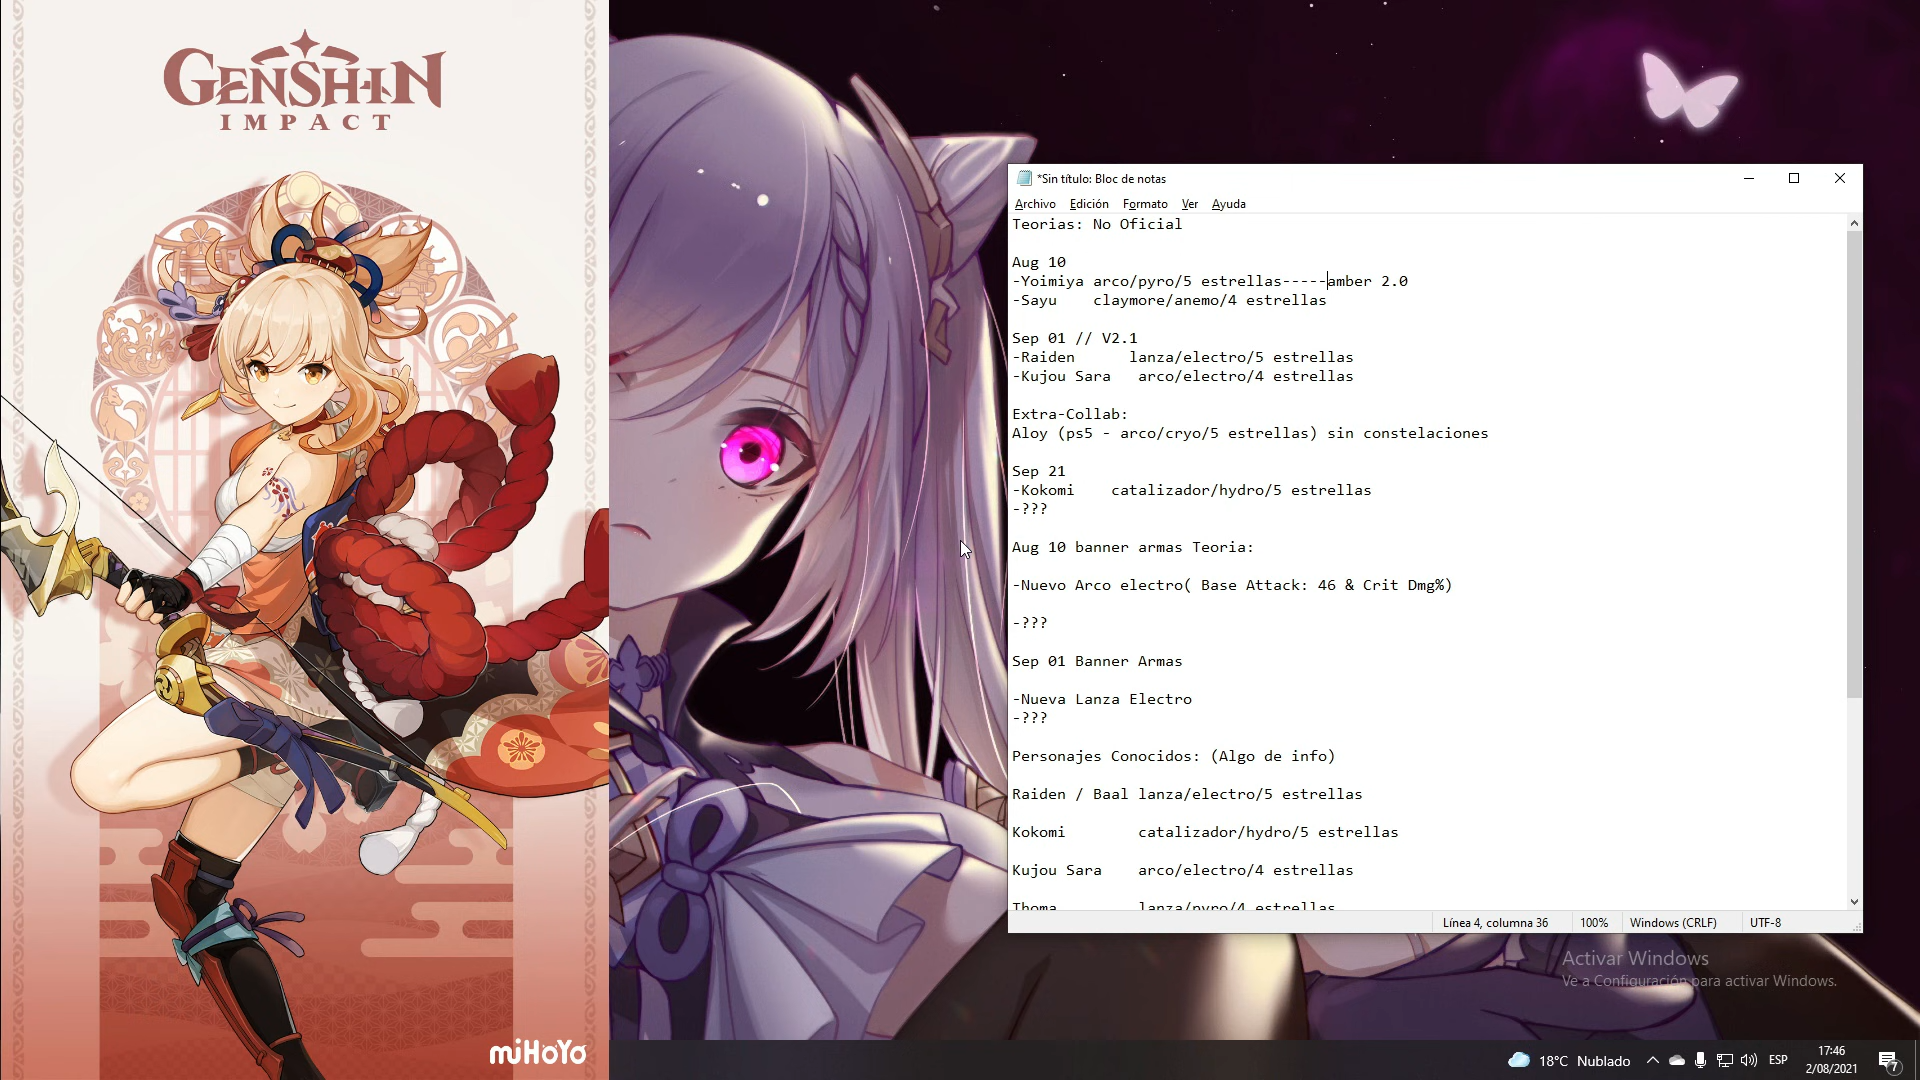 GENSHIN
IMPACT
miHoYo
*Sin título: Bloc de notas
Archivo Edición Formato Ver Ayuda
Teorias: No Oficial
Aug 10
-Yoimiya arco/pyro/5 estrellas-----amber 2.0
-Sayu    claymore/anemo/4 estrellas
Sep 01 // V2.1
-Raiden      lanza/electro/5 estrellas
-Kujou Sara   arco/electro/4 estrellas
Extra-Collab:
Aloy (ps5 - arco/cryo/5 estrellas) sin constelaciones
Sep 21
-Kokomi    catalizador/hydro/5 estrellas
-???
Aug 10 banner armas Teoria:
-Nuevo Arco electro( Base Attack: 46 & Crit Dmg%)
-???
Sep 01 Banner Armas
-Nueva Lanza Electro
-???
Personajes Conocidos: (Algo de info)
Raiden / Baal lanza/electro/5 estrellas
Kokomi        catalizador/hydro/5 estrellas
Kujou Sara    arco/electro/4 estrellas
Thoma         lanza/pyro/4 estrellas
Línea 4, columna 36 100% Windows (CRLF) UTF-8
Activar Windows
Ve a Configuración para activar Windows.
18°C Nublado ESP 17:46
2/08/2021
7